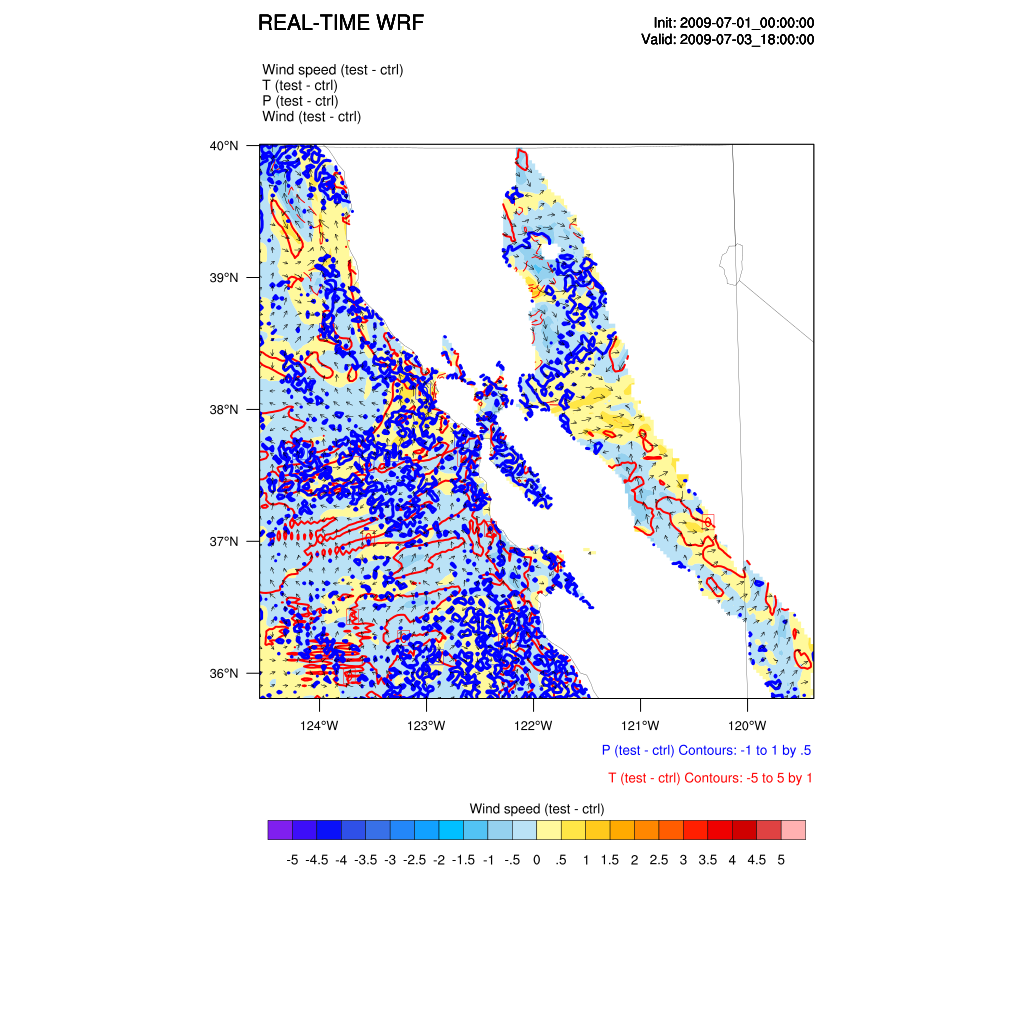 REAL-TIME WRF
Init: 2009-07-01_00:00:00
Valid: 2009-07-03_18:00:00
Wind speed (test - ctrl)
T (test - ctrl)
P (test - ctrl)
Wind (test - ctrl)
40°N
39°N
38°N
37°N
36°N
0
124°W 123°W 122°W 121°W 120°W
P (test - ctrl) Contours: -1 to 1 by .5
T (test - ctrl) Contours: -5 to 5 by 1
Wind speed (test - ctrl)
-5 -4.5 -4 -3.5 -3 -2.5 -2 -1.5 -1 -.5 0 .5 1 1.5 2 2.5 3 3.5 4 4.5 5